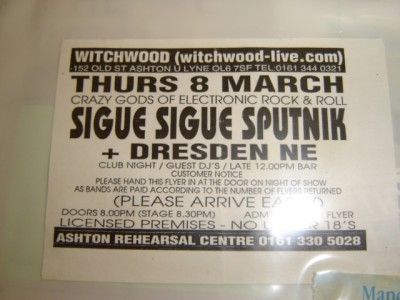 WITCHWOOD (witchwood-live.com)
152 OLD ST ASHTON U LYNE OL6 7SF TEL:0161 344 0321
THURS 8 MARCH
CRAZY GODS OF ELECTRONIC ROCK & ROLL
SIGUE SIGUE SPUTNIK
+ DRESDEN NE
CLUB NIGHT / GUEST DJ'S / LATE 12.00PM BAR
CUSTOMER NOTICE
PLEASE HAND THIS FLYER IN AT THE DOOR ON NIGHT OF SHOW
AS BANDS ARE PAID ACCORDING TO THE NUMBER OF FLYERS RETURNED
(PLEASE ARRIVE EARLY)
DOORS 8.00PM (STAGE 8.30PM) FLYER
LICENSED PREMISES - NO UNDER 18'S
ASHTON REHEARSAL CENTRE 0161 330 5028